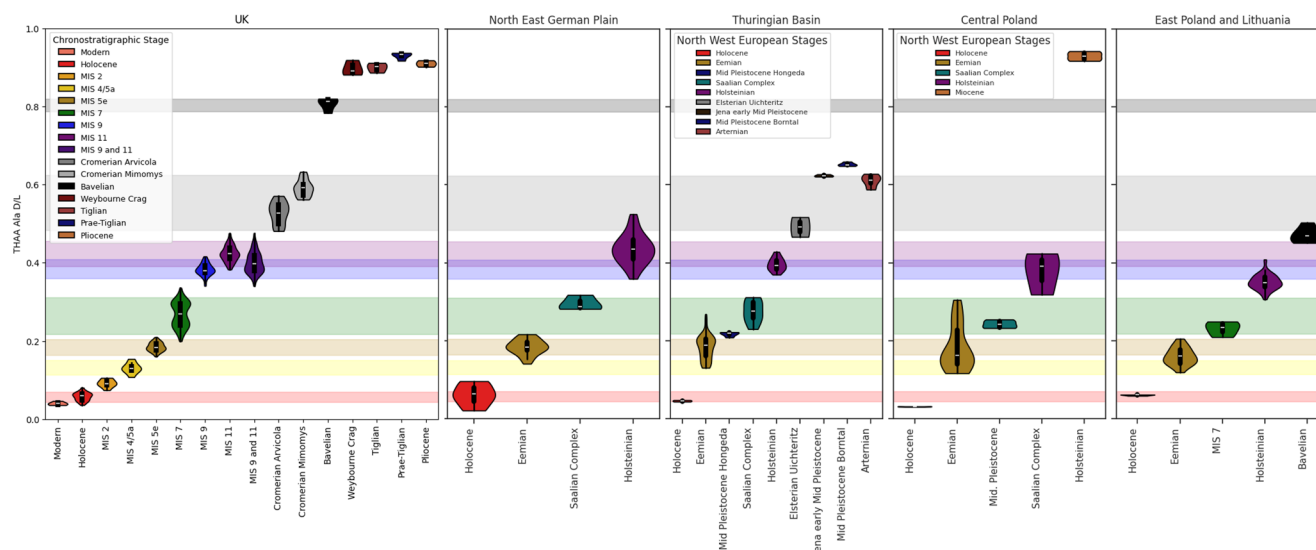 UK
North East German Plain
Thuringian Basin
Central Poland
East Poland and Lithuania
THAA Ala D/L
1.0
0.8
0.6
0.4
0.2
0.0
Chronostratigraphic Stage
Modern
Holocene
MIS 2
MIS 4/5a
MIS 5e
MIS 7
MIS 9
MIS 11
MIS 9 and 11
Cromerian Arvicola
Cromerian Mimomys
Bavelian
Weybourne Crag
Tiglian
Prae-Tiglian
Pliocene
North West European Stages
Holocene
Eemian
Mid Pleistocene Hongeda
Saalian Complex
Holsteinian
Elsterian Uichteritz
Jena early Mid Pleistocene
Mid Pleistocene Borntal
Arternian
North West European Stages
Holocene
Eemian
Saalian Complex
Holsteinian
Miocene
Modern
Holocene
MIS 2
MIS 4/5a
MIS 5e
MIS 7
MIS 9
MIS 11
MIS 9 and 11
Cromerian Arvicola
Cromerian Mimomys
Bavelian
Weybourne Crag
Tiglian
Prae-Tiglian
Pliocene
Holocene
Eemian
Saalian Complex
Holsteinian
Holocene
Eemian
Mid Pleistocene Hongeda
Saalian Complex
Holsteinian
Elsterian Uichteritz
ena early Mid Pleistocene
Mid Pleistocene Borntal
Arternian
Holocene
Eemian
Mid. Pleistocene
Saalian Complex
Holsteinian
Holocene
Eemian
MIS 7
Holsteinian
Bavelian